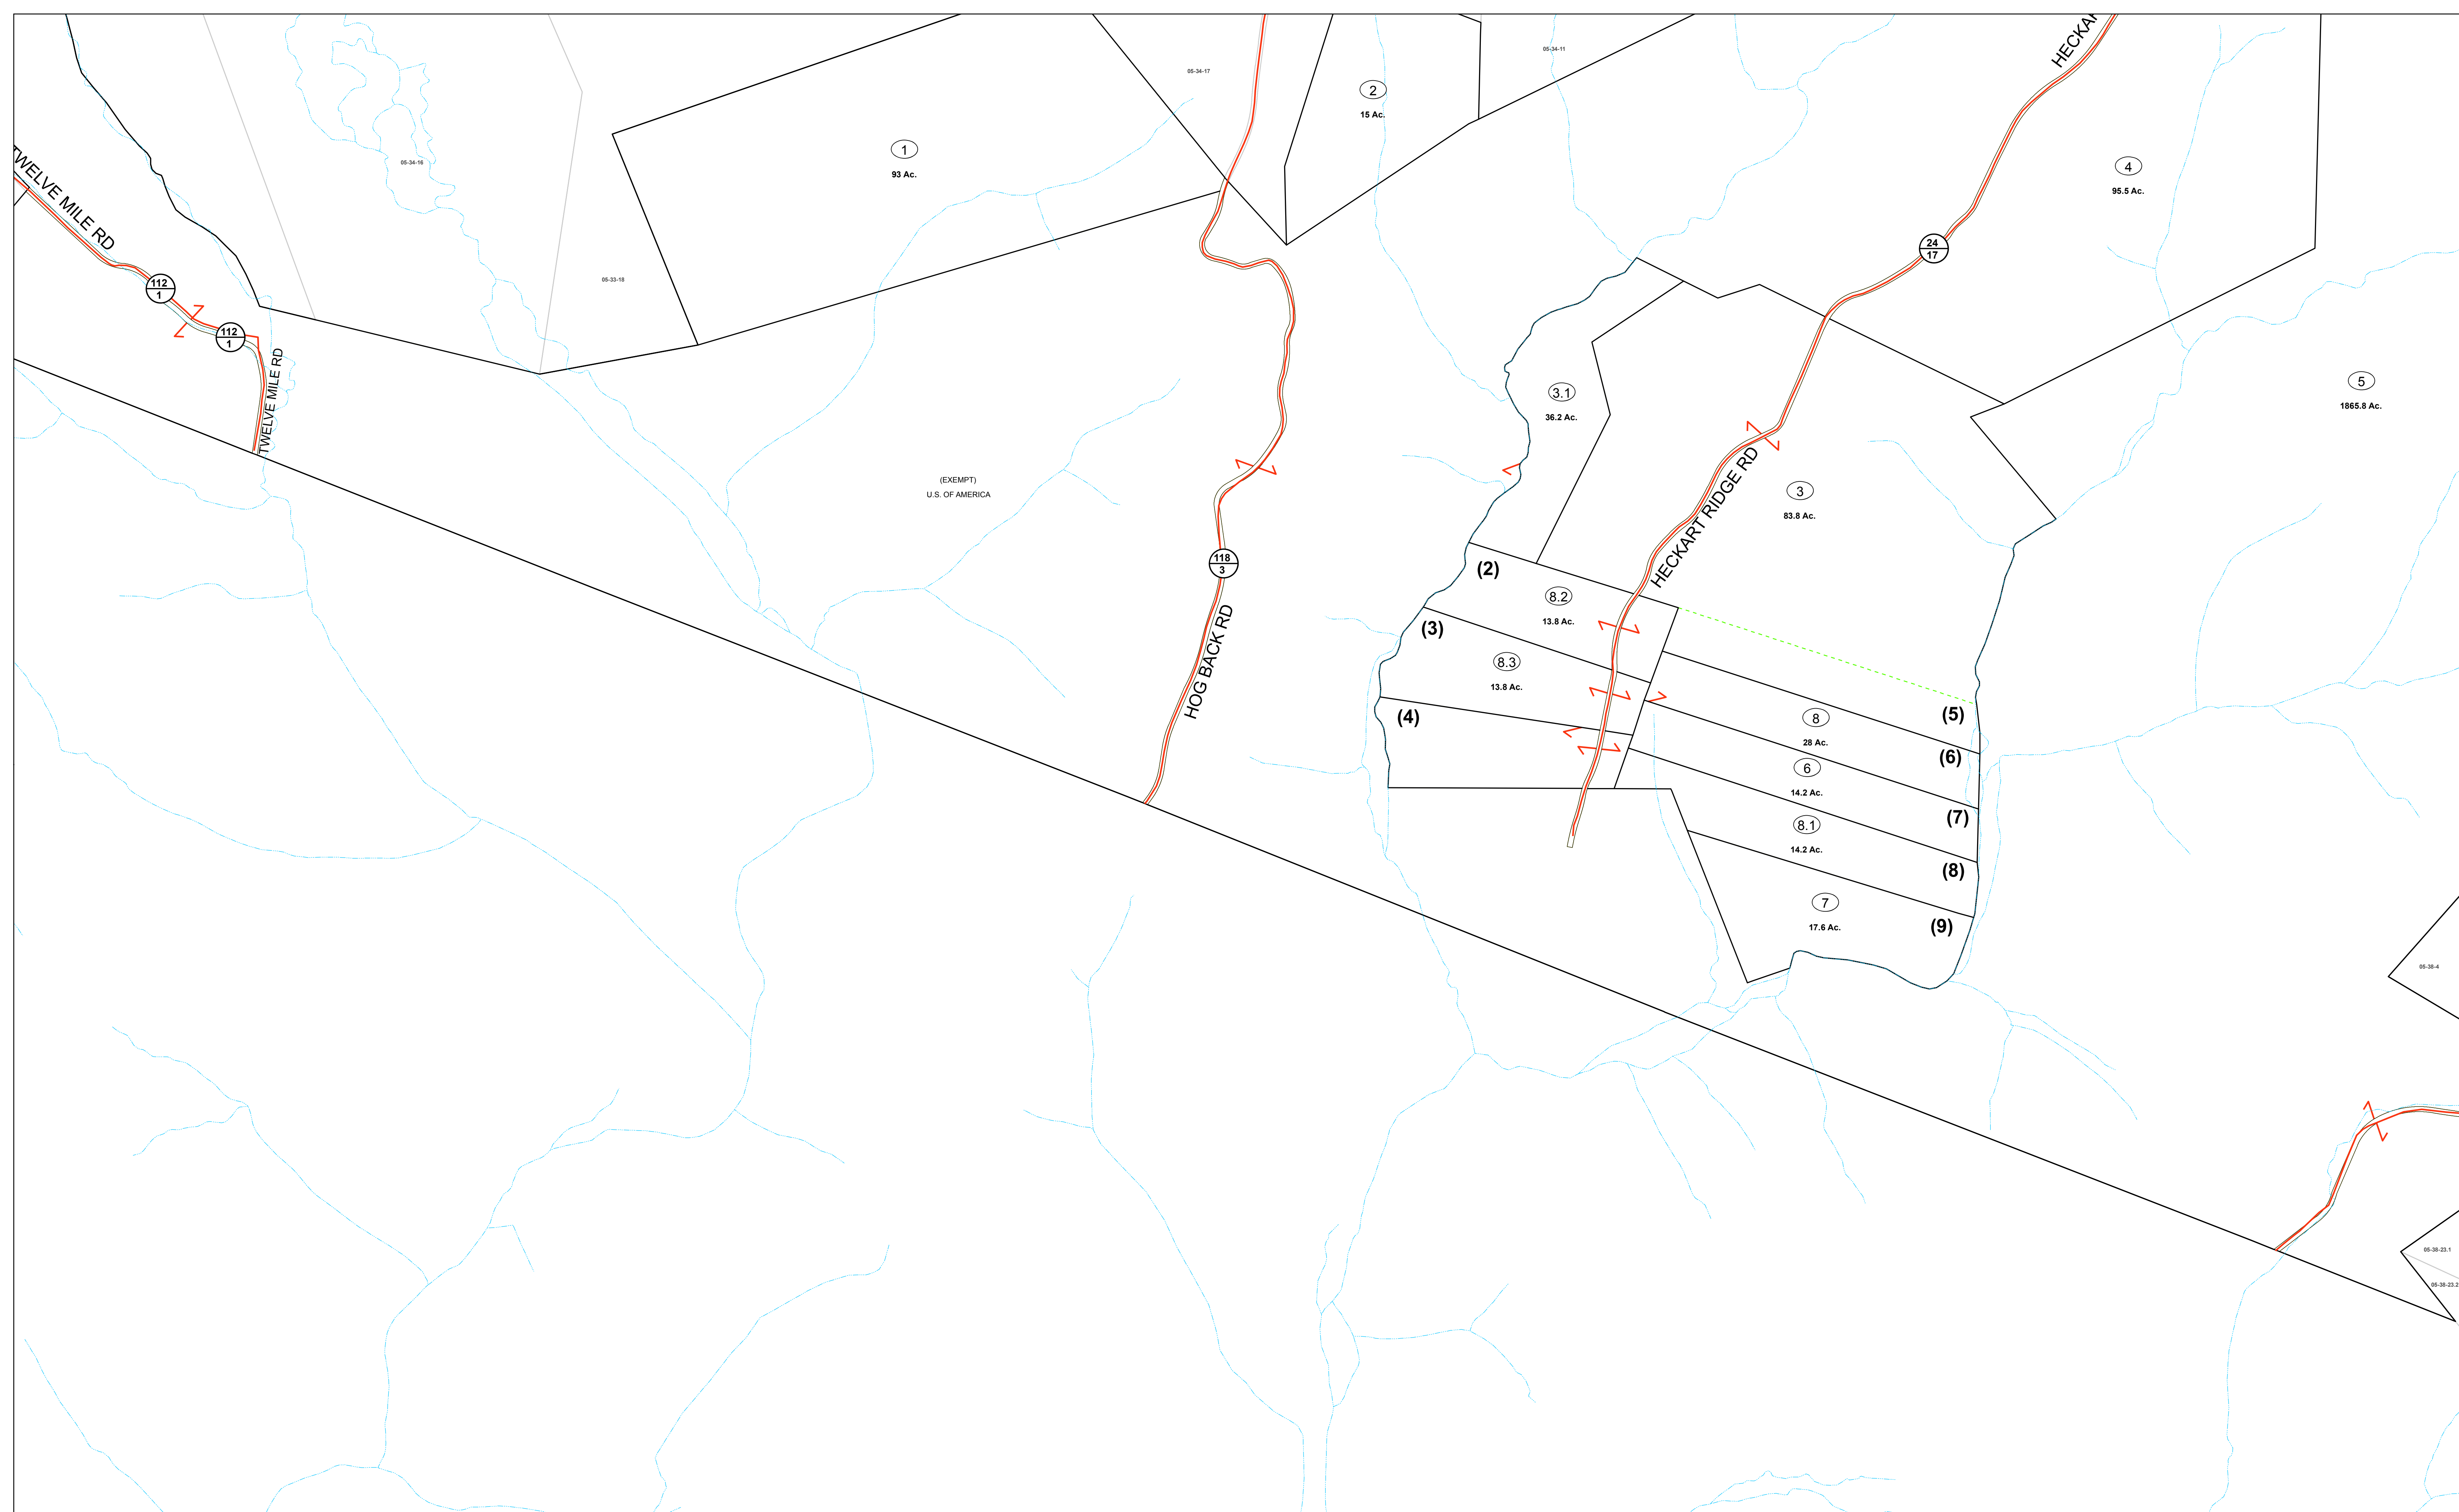 HECKAR
05-34-11
05-34-17
2
15 Ac.
1
93 Ac.
05-34-16
TWELVE MILE RD
4
95.5 Ac.
24
17
05-33-18
112
1
112
1
TWELVE MILE RD
5
1865.8 Ac.
3.1
36.2 Ac.
(EXEMPT)
U.S. OF AMERICA
3
83.8 Ac.
HECKART RIDGE RD
118
3
HOG BACK RD
(2)
8.2
13.8 Ac.
(3)
8.3
13.8 Ac.
(4)
(5)
8
28 Ac.
(6)
6
14.2 Ac.
(7)
8.1
14.2 Ac.
(8)
7
17.6 Ac.
(9)
05-38-4
05-38-23.1
05-38-23.2